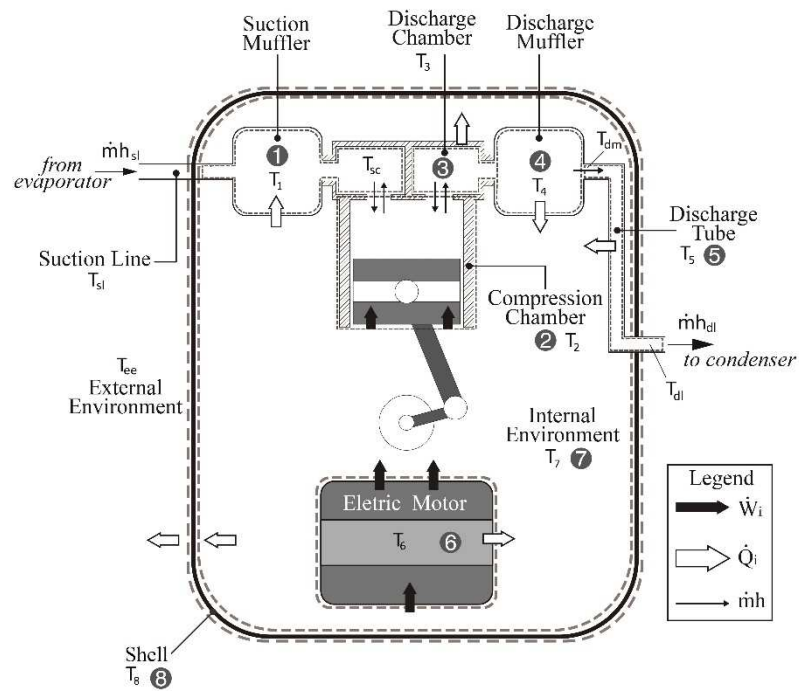 Suction
Muffler
Discharge
Chamber
T3
Discharge
Muffler
ṁhsl
from
evaporator
1
T1
Tsc
3
4
T4
Tdm
Suction Line
Tsl
Discharge
Tube
T5 5
Compression
Chamber
2 T2
ṁhdl
to condenser
Tdl
Tee
External
Environment
Internal
Environment
T7 7
Eletric Motor
T6 6
Legend
Ẇi
Q̇i
ṁh
Shell
T8 8